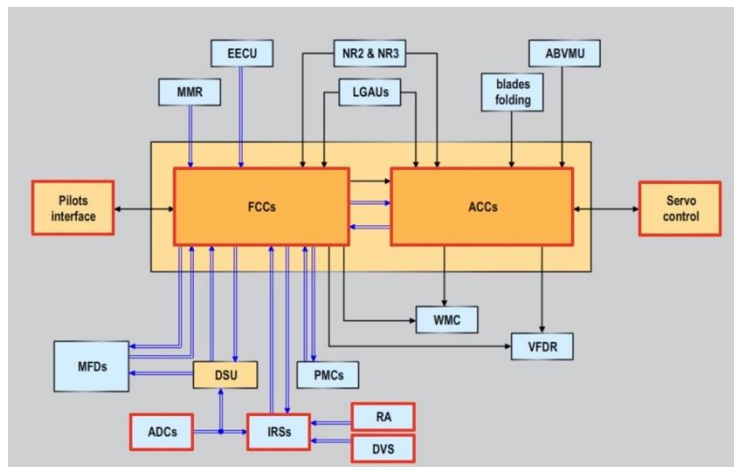 EECU
NR2 & NR3
ABVMU
MMR
LGAUs
blades
folding
Pilots
interface
FCCs
ACCs
Servo
control
WMC
VFDR
MFDs
DSU
PMCs
ADCs
IRSs
RA
DVS